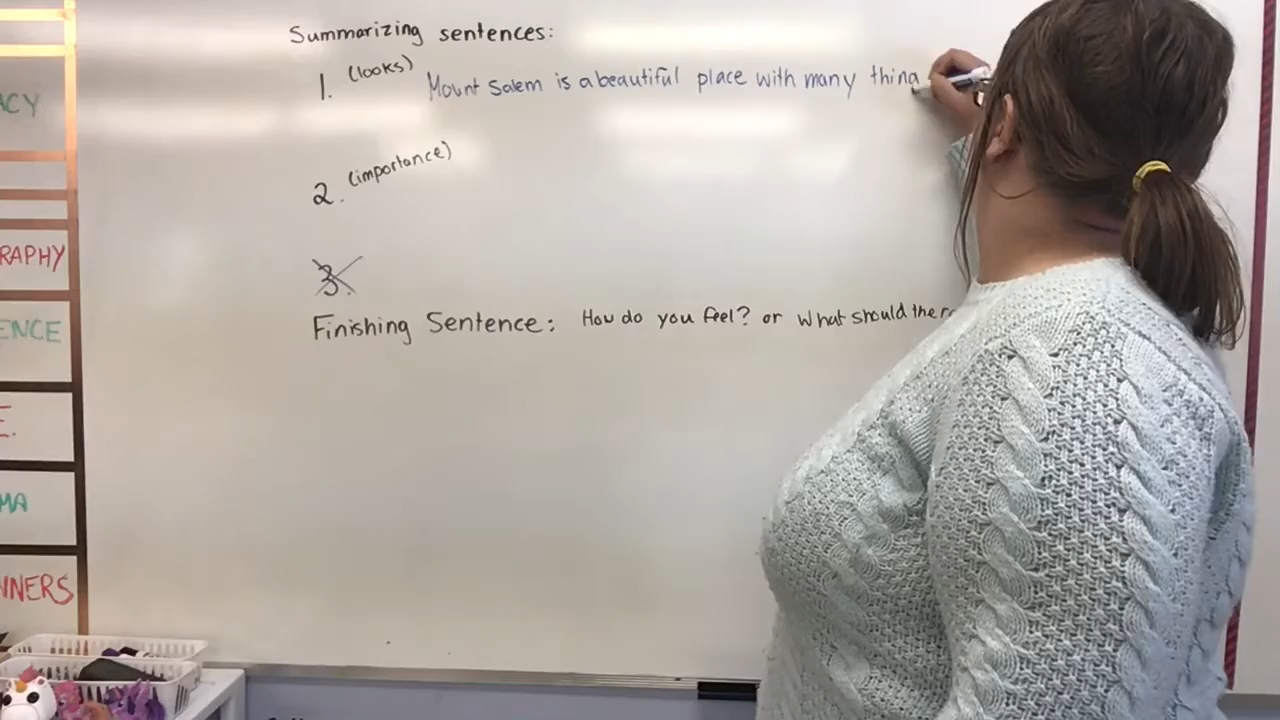 Summarizing sentences:
1. (looks) Mount Salem is a beautiful place with many thing
2. (importance)
3.
Finishing Sentence: How do you feel? or What should the
ACY
RAPHY
ENCE
E.
MA
NNERS